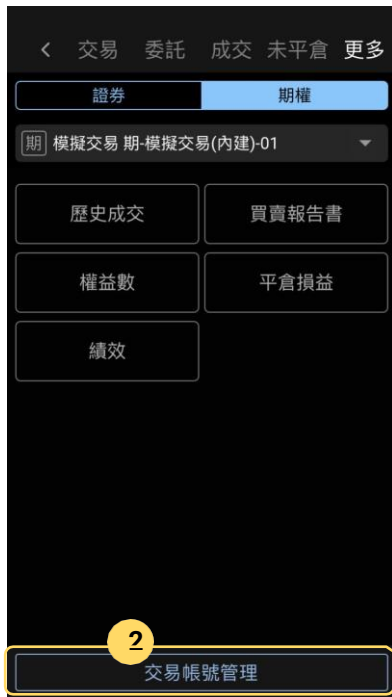 交易 委託 成交 未平倉 更多
證券 期權
期 模擬交易 期-模擬交易(內建)-01
歷史成交 買賣報告書
權益數 平倉損益
績效
2
交易帳號管理